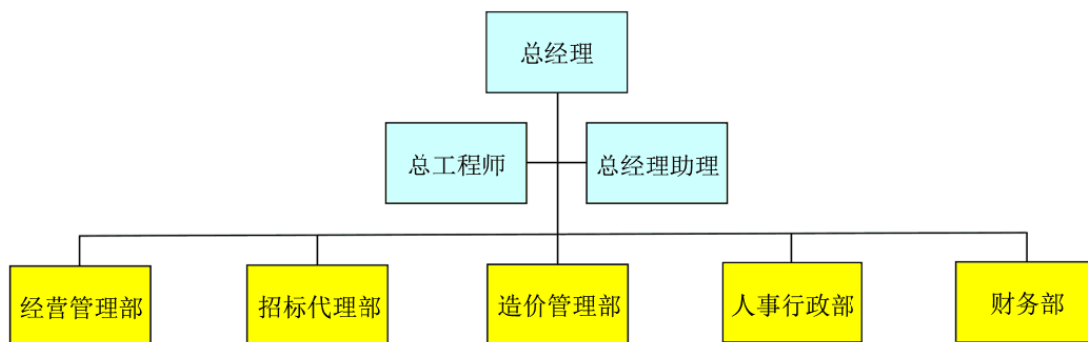 总经理
总工程师
总经理助理
经营管理部
招标代理部
造价管理部
人事行政部
财务部